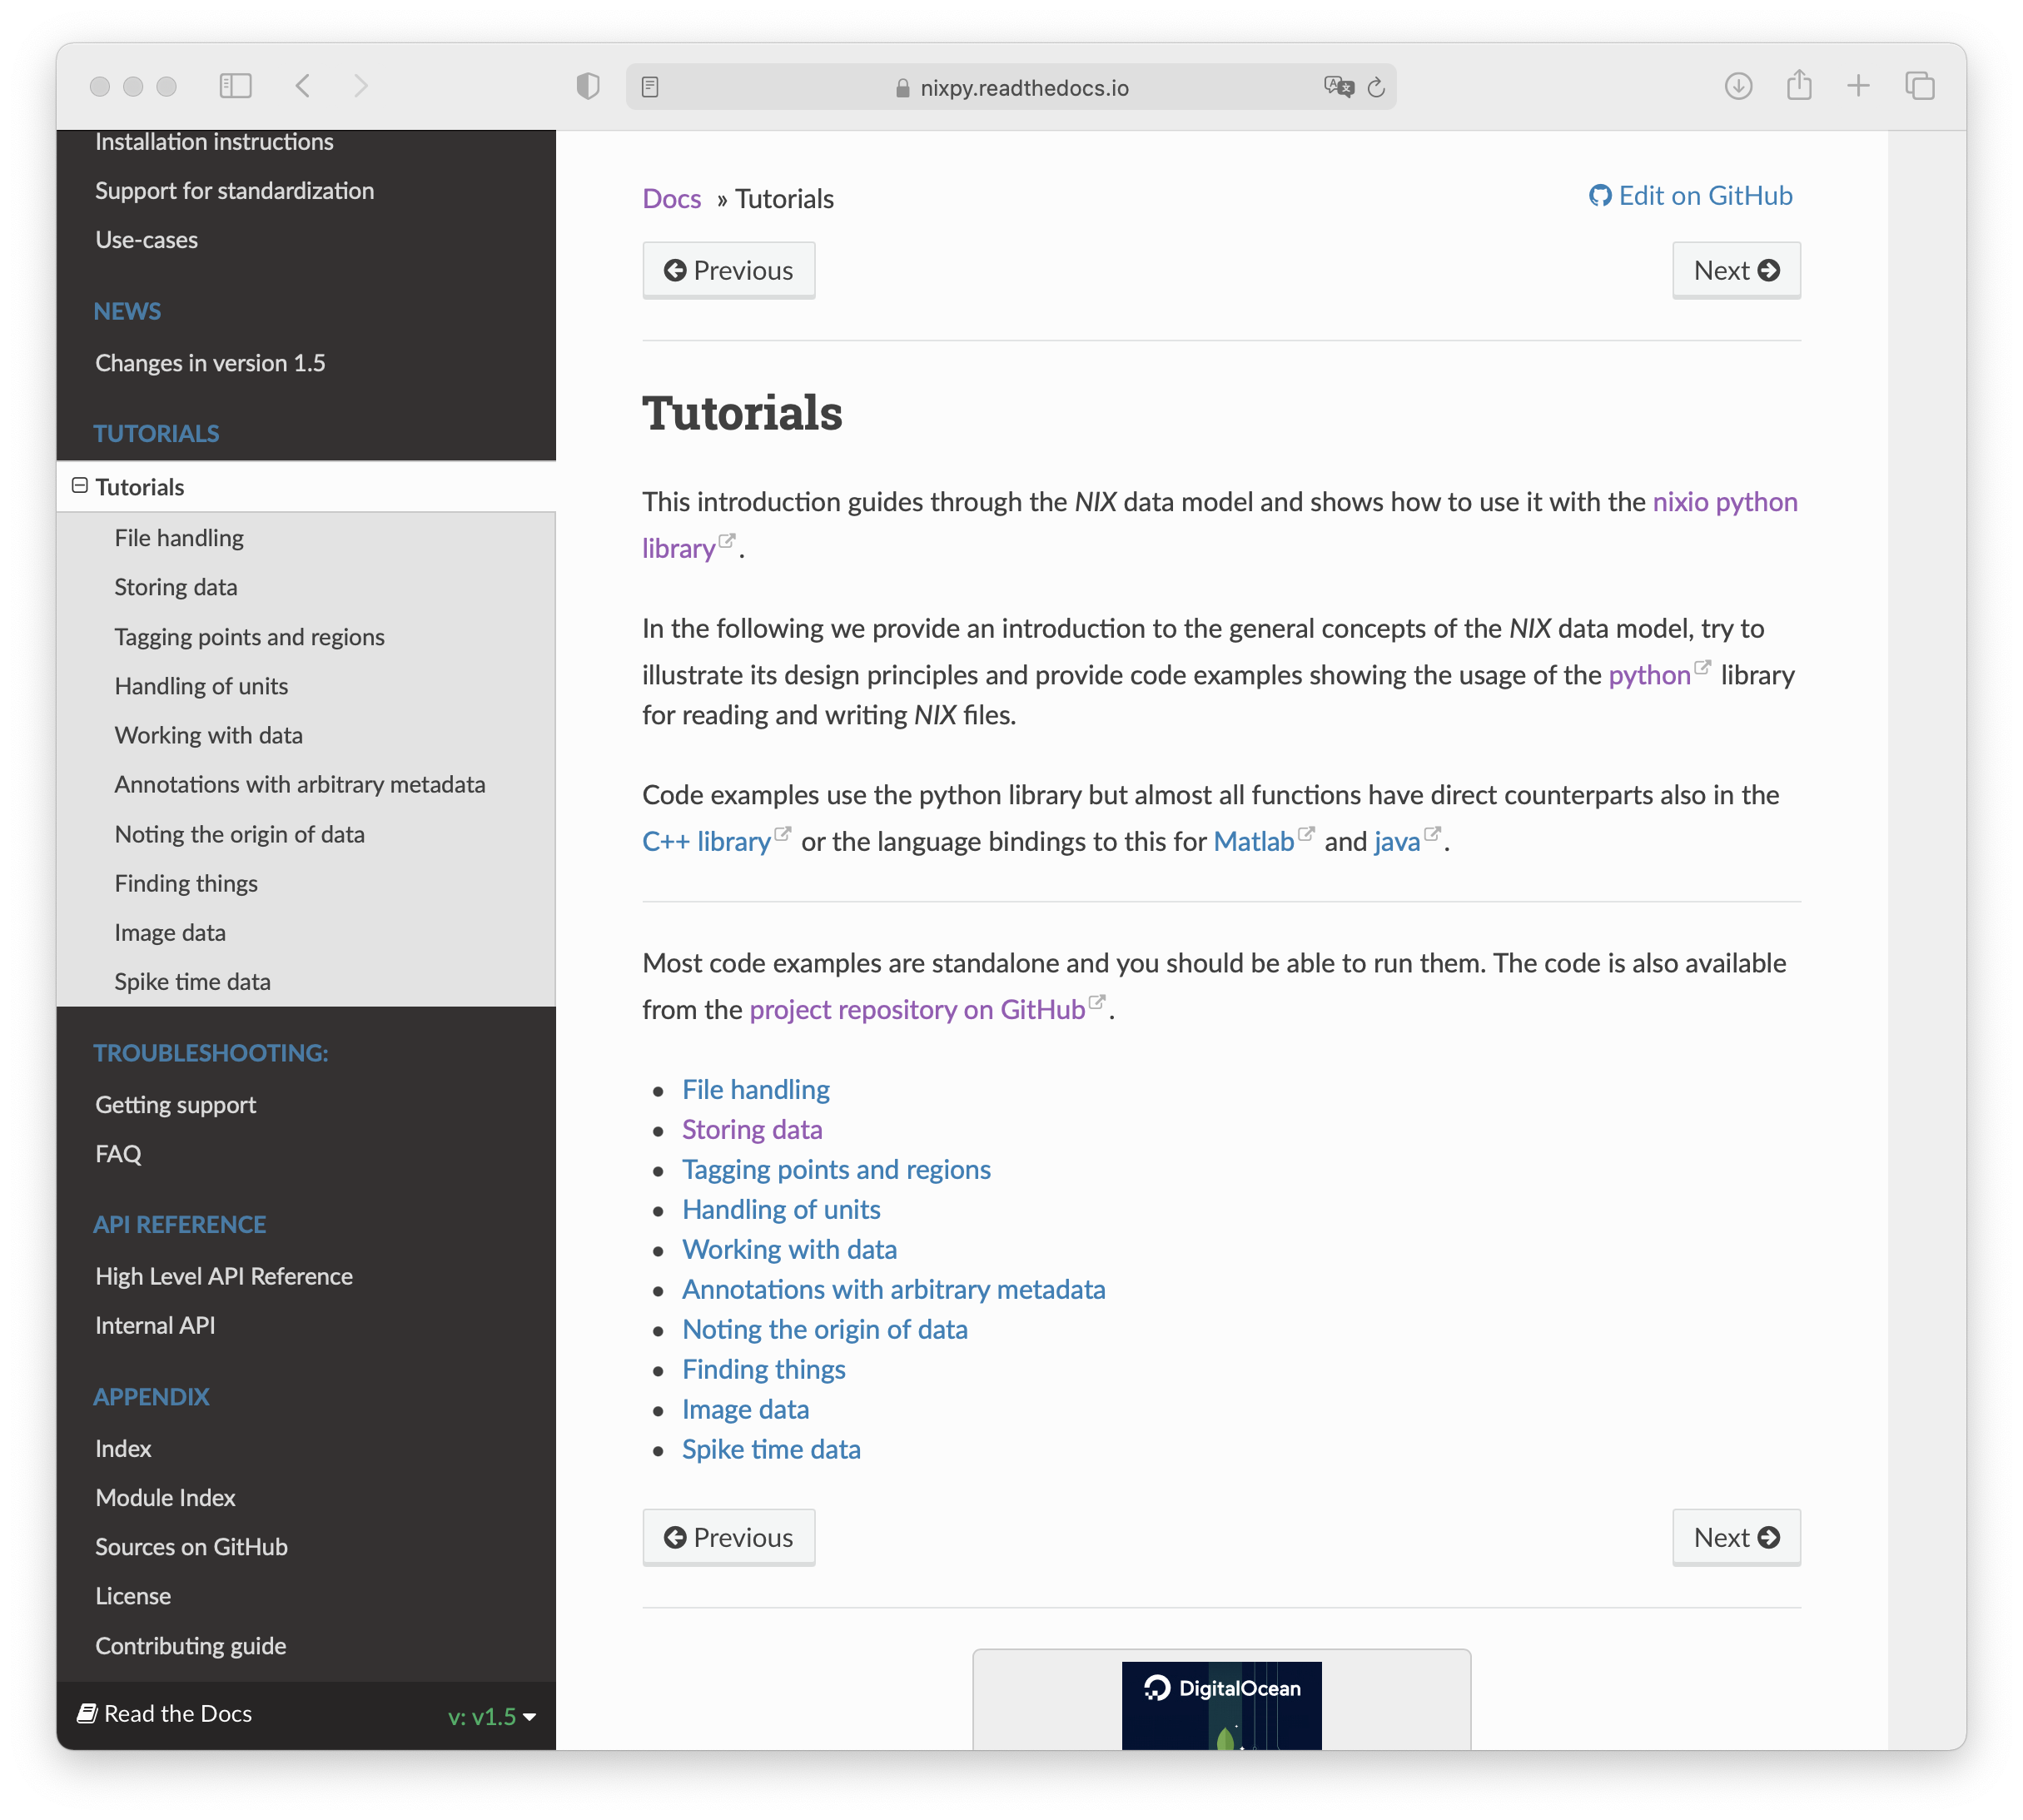 nixpy.readthedocs.io
Installation instructions
Support for standardization
Use-cases
NEWS
Changes in version 1.5
TUTORIALS
Tutorials
File handling
Storing data
Tagging points and regions
Handling of units
Working with data
Annotations with arbitrary metadata
Noting the origin of data
Finding things
Image data
Spike time data
TROUBLESHOOTING:
Getting support
FAQ
API REFERENCE
High Level API Reference
Internal API
APPENDIX
Index
Module Index
Sources on GitHub
License
Contributing guide
Read the Docs
v: v1.5
Docs » Tutorials
Edit on GitHub
Previous
Next
Tutorials
This introduction guides through the NIX data model and shows how to use it with the nixio python
library.
In the following we provide an introduction to the general concepts of the NIX data model, try to
illustrate its design principles and provide code examples showing the usage of the python library
for reading and writing NIX files.
Code examples use the python library but almost all functions have direct counterparts also in the
C++ library or the language bindings to this for Matlab and java.
Most code examples are standalone and you should be able to run them. The code is also available
from the project repository on GitHub.
• File handling
• Storing data
• Tagging points and regions
• Handling of units
• Working with data
• Annotations with arbitrary metadata
• Noting the origin of data
• Finding things
• Image data
• Spike time data
Previous
Next
DigitalOcean